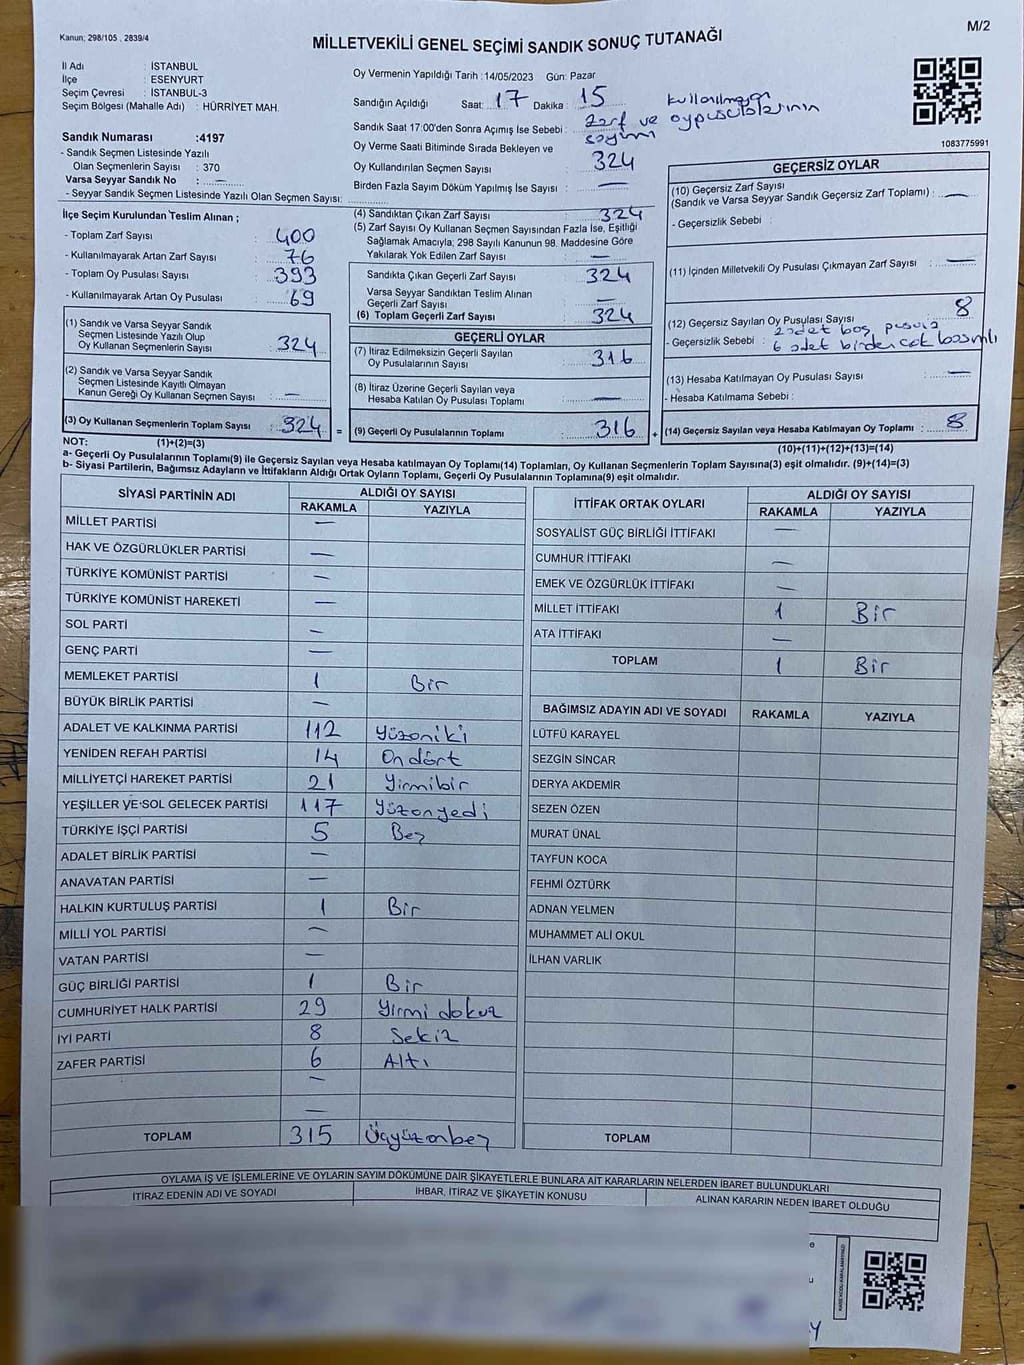 M/2
Kanun; 298/105 , 2839/4
MİLLETVEKİLİ GENEL SEÇİMİ SANDIK SONUÇ TUTANAĞI
İl Adı : İSTANBUL
İlçe : ESENYURT
Seçim Çevresi : İSTANBUL-3
Seçim Bölgesi (Mahalle Adı) : HÜRRİYET MAH.
Sandık Numarası :4197
- Sandık Seçmen Listesinde Yazılı
Olan Seçmenlerin Sayısı : 370
Varsa Seyyar Sandık No : —
- Seyyar Sandık Seçmen Listesinde Yazılı Olan Seçmen Sayısı:
Oy Vermenin Yapıldığı Tarih :14/05/2023 Gün: Pazar
Sandığın Açıldığı Saat: 17 Dakika : 15
Sandık Saat 17:00'den Sonra Açımış İse Sebebi : kullanılmayan
zarf ve oypusulalarının
sayımı
Oy Verme Saati Bitiminde Sırada Bekleyen ve
Oy Kullandırılan Seçmen Sayısı : 324
Birden Fazla Sayım Döküm Yapılmış İse Sayısı : —
1083775991
İlçe Seçim Kurulundan Teslim Alınan ;
- Toplam Zarf Sayısı : 400
- Kullanılmayarak Artan Zarf Sayısı : 76
- Toplam Oy Pusulası Sayısı : 393
- Kullanılmayarak Artan Oy Pusulası : 69
(1) Sandık ve Varsa Seyyar Sandık
Seçmen Listesinde Yazılı Olup
Oy Kullanan Seçmenlerin Sayısı : 324
(2) Sandık ve Varsa Seyyar Sandık
Seçmen Listesinde Kayıtlı Olmayan
Kanun Gereği Oy Kullanan Seçmen Sayısı : —
(3) Oy Kullanan Seçmenlerin Toplam Sayısı : 324 =
(4) Sandıktan Çıkan Zarf Sayısı : 324
(5) Zarf Sayısı Oy Kullanan Seçmen Sayısından Fazla İse, Eşitliği
Sağlamak Amacıyla, 298 Sayılı Kanunun 98. Maddesine Göre
Yakılarak Yok Edilen Zarf Sayısı : —
Sandıkta Çıkan Geçerli Zarf Sayısı : 324
Varsa Seyyar Sandıktan Teslim Alınan
Geçerli Zarf Sayısı : —
(6) Toplam Geçerli Zarf Sayısı : 324
GEÇERLİ OYLAR
(7) İtiraz Edilmeksizin Geçerli Sayılan
Oy Pusulalarının Sayısı : 316
(8) İtiraz Üzerine Geçerli Sayılan veya
Hesaba Katılan Oy Pusulası Toplamı : —
(9) Geçerli Oy Pusulalarının Toplamı : 316 +
GEÇERSİZ OYLAR
(10) Geçersiz Zarf Sayısı
(Sandık ve Varsa Seyyar Sandık Geçersiz Zarf Toplamı) : —
- Geçersizlik Sebebi :
(11) İçinden Milletvekili Oy Pusulası Çıkmayan Zarf Sayısı : —
(12) Geçersiz Sayılan Oy Pusulası Sayısı : 8
- Geçersizlik Sebebi : 2 adet boş pusula
6 adet birden çok basımlı
(13) Hesaba Katılmayan Oy Pusulası Sayısı : —
- Hesaba Katılmama Sebebi :
(14) Geçersiz Sayılan veya Hesaba Katılmayan Oy Toplamı : 8
NOT: (1)+(2)=(3) (10)+(11)+(12)+(13)=(14)
a- Geçerli Oy Pusulalarının Toplamı(9) ile Geçersiz Sayılan veya Hesaba katılmayan Oy Toplamı(14) Toplamları, Oy Kullanan Seçmenlerin Toplam Sayısına(3) eşit olmalıdır. (9)+(14)=(3)
b- Siyasi Partilerin, Bağımsız Adayların ve İttifakların Aldığı Ortak Oyların Toplamı, Geçerli Oy Pusulalarının Toplamına(9) eşit olmalıdır.
SİYASİ PARTİNİN ADI ALDIĞI OY SAYISI
RAKAMLA YAZIYLA
MİLLET PARTİSİ —
HAK VE ÖZGÜRLÜKLER PARTİSİ —
TÜRKİYE KOMÜNİST PARTİSİ —
TÜRKİYE KOMÜNİST HAREKETİ —
SOL PARTİ —
GENÇ PARTİ —
MEMLEKET PARTİSİ 1 Bir
BÜYÜK BİRLİK PARTİSİ —
ADALET VE KALKINMA PARTİSİ 112 Yüzoniki
YENİDEN REFAH PARTİSİ 14 Ondört
MİLLİYETÇİ HAREKET PARTİSİ 21 Yirmibir
YEŞİLLER VE SOL GELECEK PARTİSİ 117 Yüzonyedi
TÜRKİYE İŞÇİ PARTİSİ 5 Beş
ADALET BİRLİK PARTİSİ —
ANAVATAN PARTİSİ —
HALKIN KURTULUŞ PARTİSİ 1 Bir
MİLLİ YOL PARTİSİ —
VATAN PARTİSİ —
GÜÇ BİRLİĞİ PARTİSİ 1 Bir
CUMHURİYET HALK PARTİSİ 29 Yirmi dokuz
İYİ PARTİ 8 Sekiz
ZAFER PARTİSİ 6 Altı
—
—
TOPLAM 315 Üçyüzonbeş
İTTİFAK ORTAK OYLARI ALDIĞI OY SAYISI
RAKAMLA YAZIYLA
SOSYALİST GÜÇ BİRLİĞİ İTTİFAKI —
CUMHUR İTTİFAKI —
EMEK VE ÖZGÜRLÜK İTTİFAKI —
MİLLET İTTİFAKI 1 Bir
ATA İTTİFAKI —
TOPLAM 1 Bir
BAĞIMSIZ ADAYIN ADI VE SOYADI RAKAMLA YAZIYLA
LÜTFÜ KARAYEL
SEZGİN SİNCAR
DERYA AKDEMİR
SEZEN ÖZEN
MURAT ÜNAL
TAYFUN KOCA
FEHMİ ÖZTÜRK
ADNAN YELMEN
MUHAMMET ALİ OKUL
İLHAN VARLIK
TOPLAM
OYLAMA İŞ VE İŞLEMLERİNE VE OYLARIN SAYIM DÖKÜMÜNE DAİR ŞİKAYETLERLE BUNLARA AİT KARARLARIN NELERDEN İBARET BULUNDUKLARI
İTİRAZ EDENİN ADI VE SOYADI İHBAR, İTİRAZ VE ŞİKAYETİN KONUSU ALINAN KARARIN NEDEN İBARET OLDUĞU